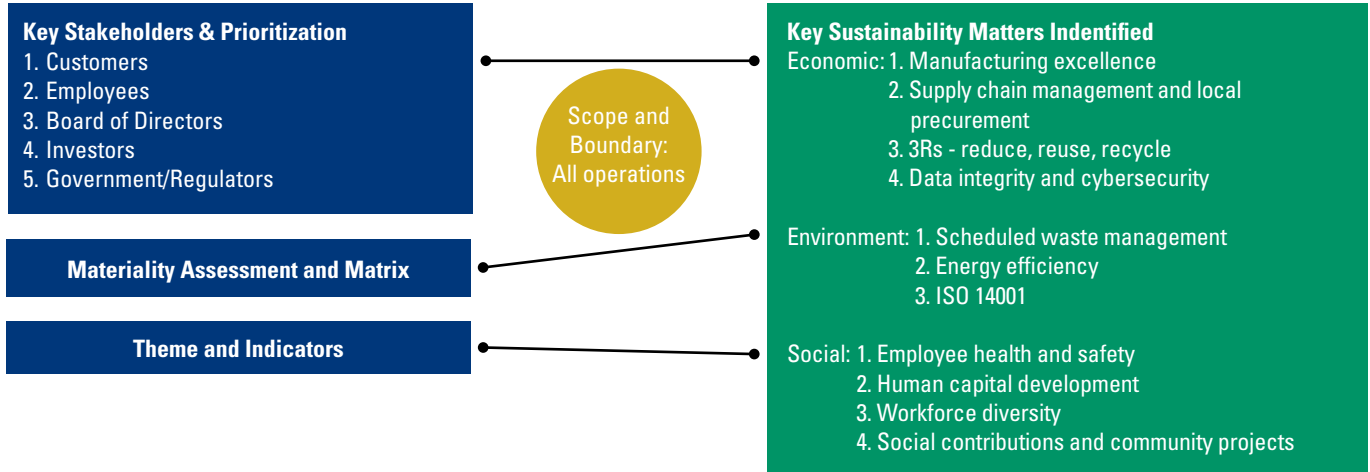 Key Stakeholders & Prioritization
1. Customers
2. Employees
3. Board of Directors
4. Investors
5. Government/Regulators
Materiality Assessment and Matrix
Theme and Indicators
Scope and
Boundary:
All operations
Key Sustainability Matters Indentified
Economic: 1. Manufacturing excellence
2. Supply chain management and local
procurement
3. 3Rs - reduce, reuse, recycle
4. Data integrity and cybersecurity
Environment: 1. Scheduled waste management
2. Energy efficiency
3. ISO 14001
Social: 1. Employee health and safety
2. Human capital development
3. Workforce diversity
4. Social contributions and community projects